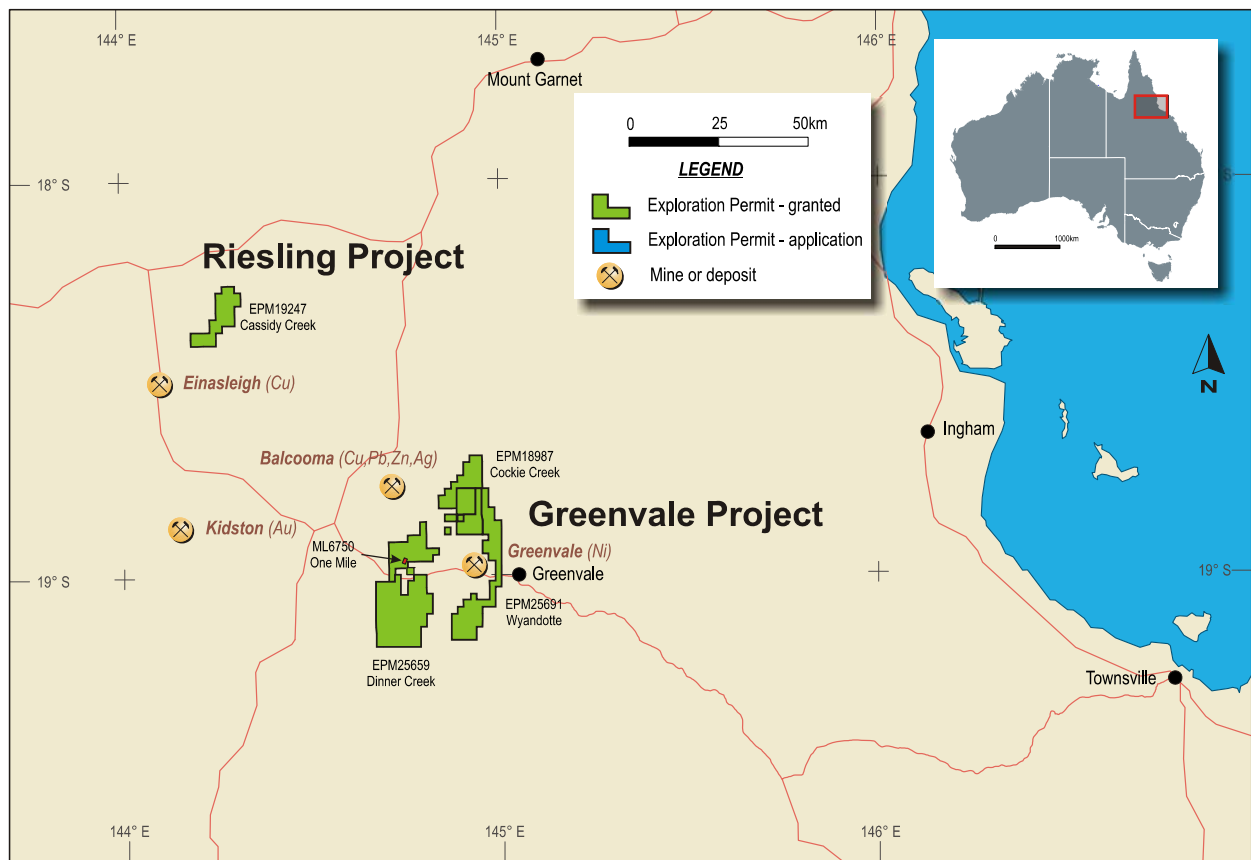 144° E
145° E
146° E
Mount Garnet
0 25 50km
LEGEND
Exploration Permit - granted
Exploration Permit - application
Mine or deposit
0 1000km
18° S
S
Riesling Project
EPM19247
Cassidy Creek
Einasleigh (Cu)
N
Ingham
Balcooma (Cu,Pb,Zn,Ag)
EPM18987
Cockie Creek
Greenvale Project
Kidston (Au)
ML6750
One Mile
Greenvale (Ni)
Greenvale
19° S
19° S
EPM25691
Wyandotte
EPM25659
Dinner Creek
Townsville
144° E
145° E
146° E